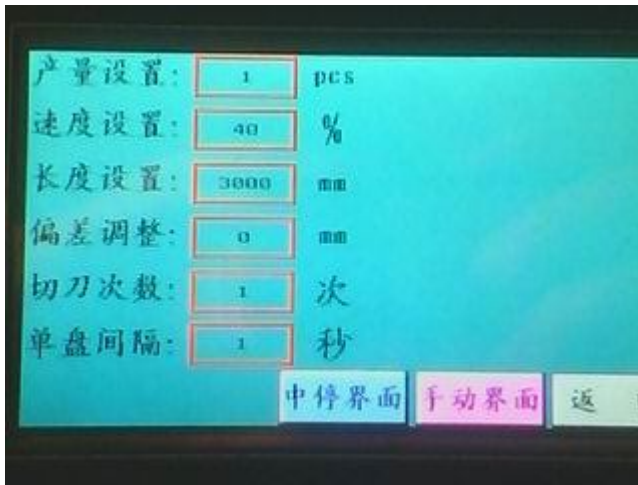 产量设置: 1 pcs
速度设置: 40 %
长度设置: 3000 mm
偏差调整: 0 mm
切刀次数: 1 次
单盘间隔: 1 秒
中停界面 手动界面 返